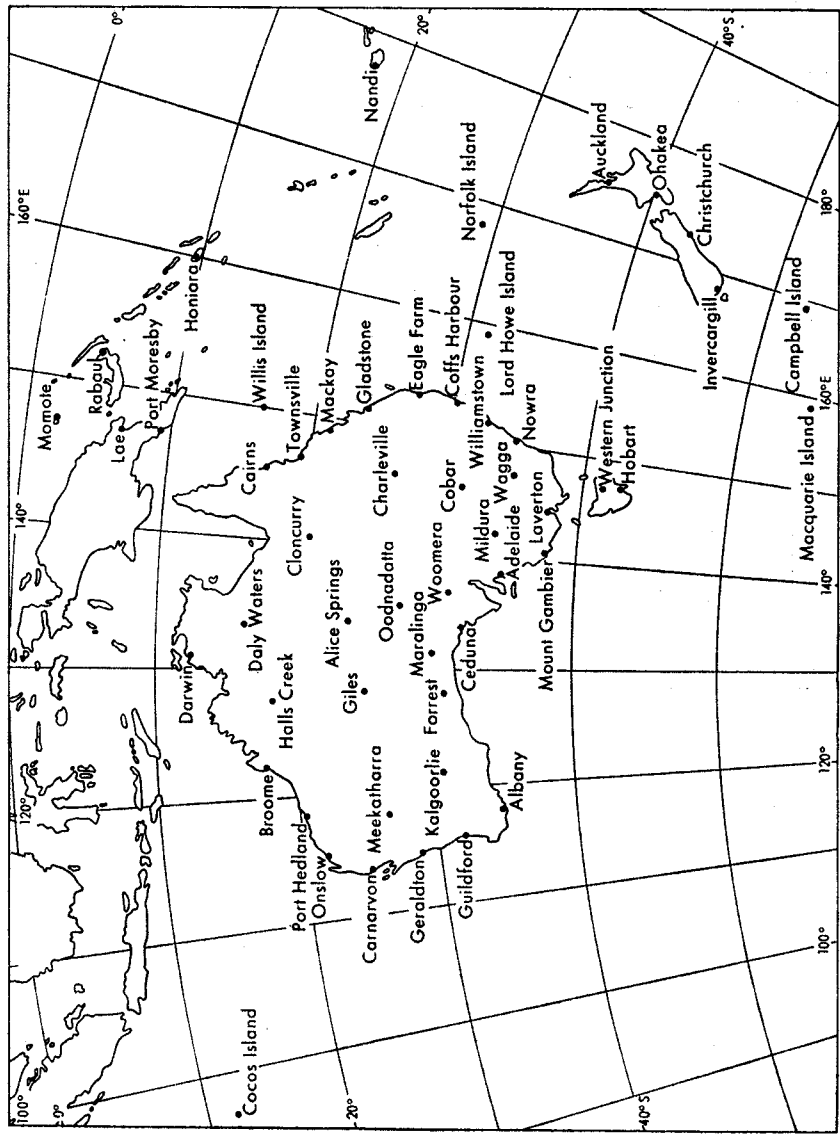 100°
160°E
140°
120°
0°
0°
Momote
Rabaul
Lae
Port Moresby
Honiara
Darwin
Cocos Island
Daly Waters
Cairns
Willis Island
Broome
Halls Creek
Cloncurry
Townsville
Port Hedland
Onslow
Alice Springs
Mackay
Nandi
20°
20°
Giles
Carnarvon
Meekatharra
Oodnadatta
Charleville
Gladstone
Geraldton
Maralinga
Eagle Farm
Kalgoorlie
Forrest
Woomera
Cobar
Coffs Harbour
Norfolk Island
Guildford
Ceduna
Mildura
Williamstown
Wagga
Lord Howe Island
Albany
Adelaide
Nowra
Mount Gambier
Laverton
Western Junction
Hobart
Auckland
Ohakea
40°S
40°S
Invercargill
Christchurch
Campbell Island
Macquarie Island
100°
140°
160°E
180°